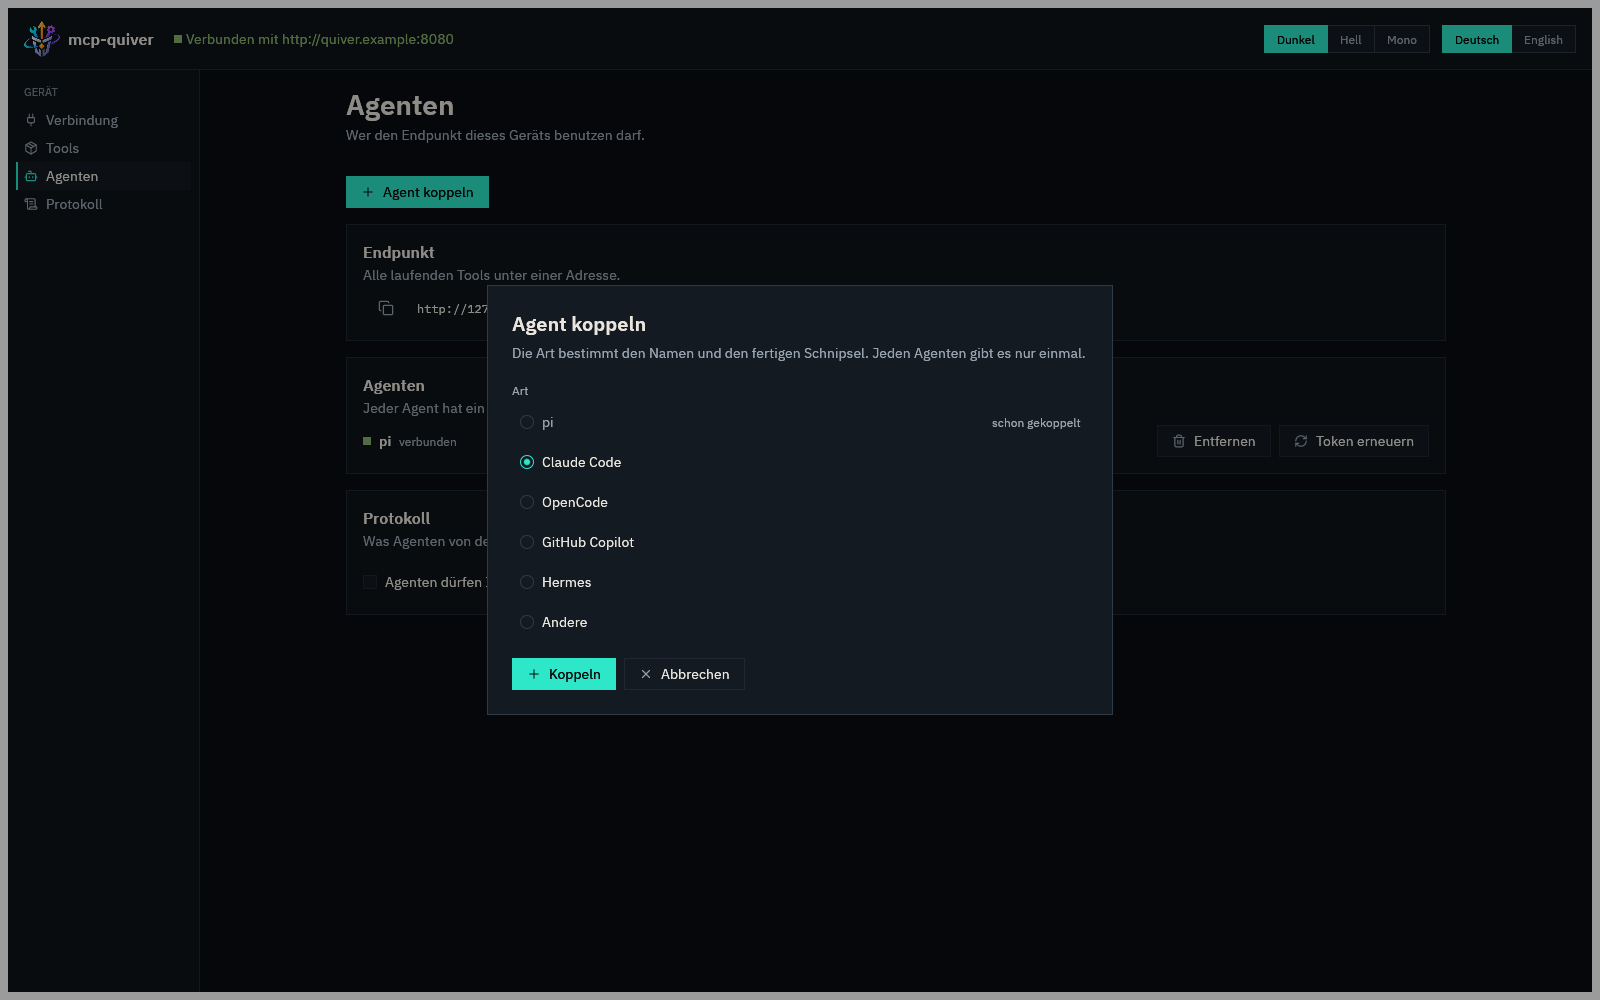 mcp-quiver
Verbunden mit http://quiver.example:8080
Dunkel
Hell
Mono
Deutsch
English
GERÄT
Verbindung
Tools
Agenten
Protokoll
Agenten
Wer den Endpunkt dieses Geräts benutzen darf.
Agent koppeln
Endpunkt
Alle laufenden Tools unter einer Adresse.
http://127
Agenten
Jeder Agent hat ein
pi verbunden
Entfernen
Token erneuern
Protokoll
Was Agenten von de
Agenten dürfen
Agent koppeln
Die Art bestimmt den Namen und den fertigen Schnipsel. Jeden Agenten gibt es nur einmal.
Art
pi
schon gekoppelt
Claude Code
OpenCode
GitHub Copilot
Hermes
Andere
Koppeln
Abbrechen